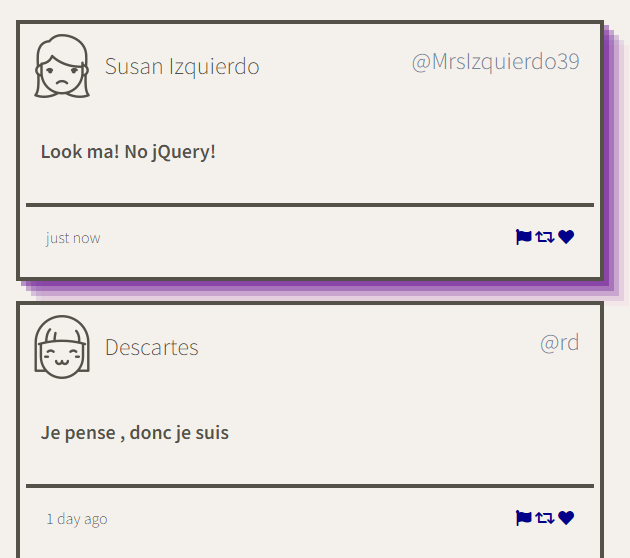 Susan Izquierdo
@MrsIzquierdo39
Look ma! No jQuery!
just now
Descartes
@rd
Je pense , donc je suis
1 day ago